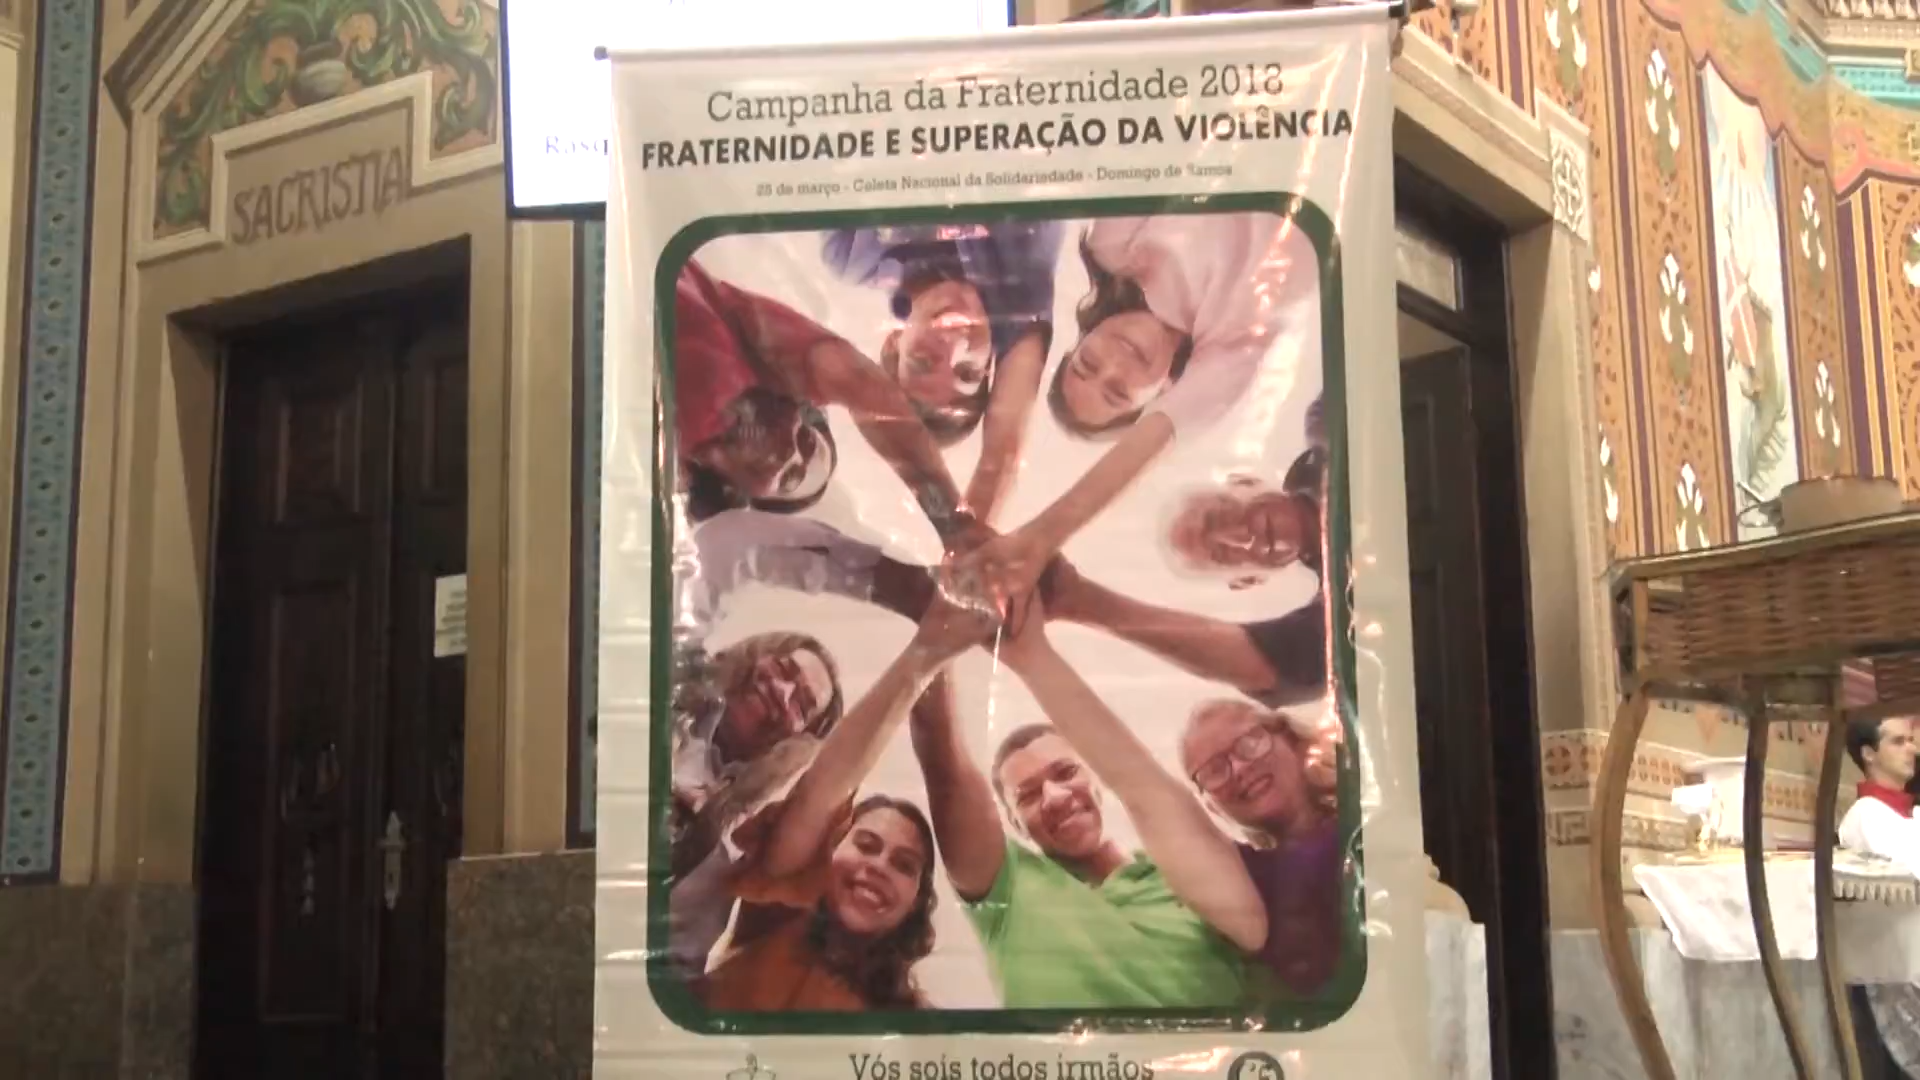 Campanha da Fraternidade 2018
FRATERNIDADE E SUPERAÇÃO DA VIOLÊNCIA
25 de março - Coleta Nacional da Solidariedade - Domingo de Ramos
SACRISTIA
Vós sois todos irmãos